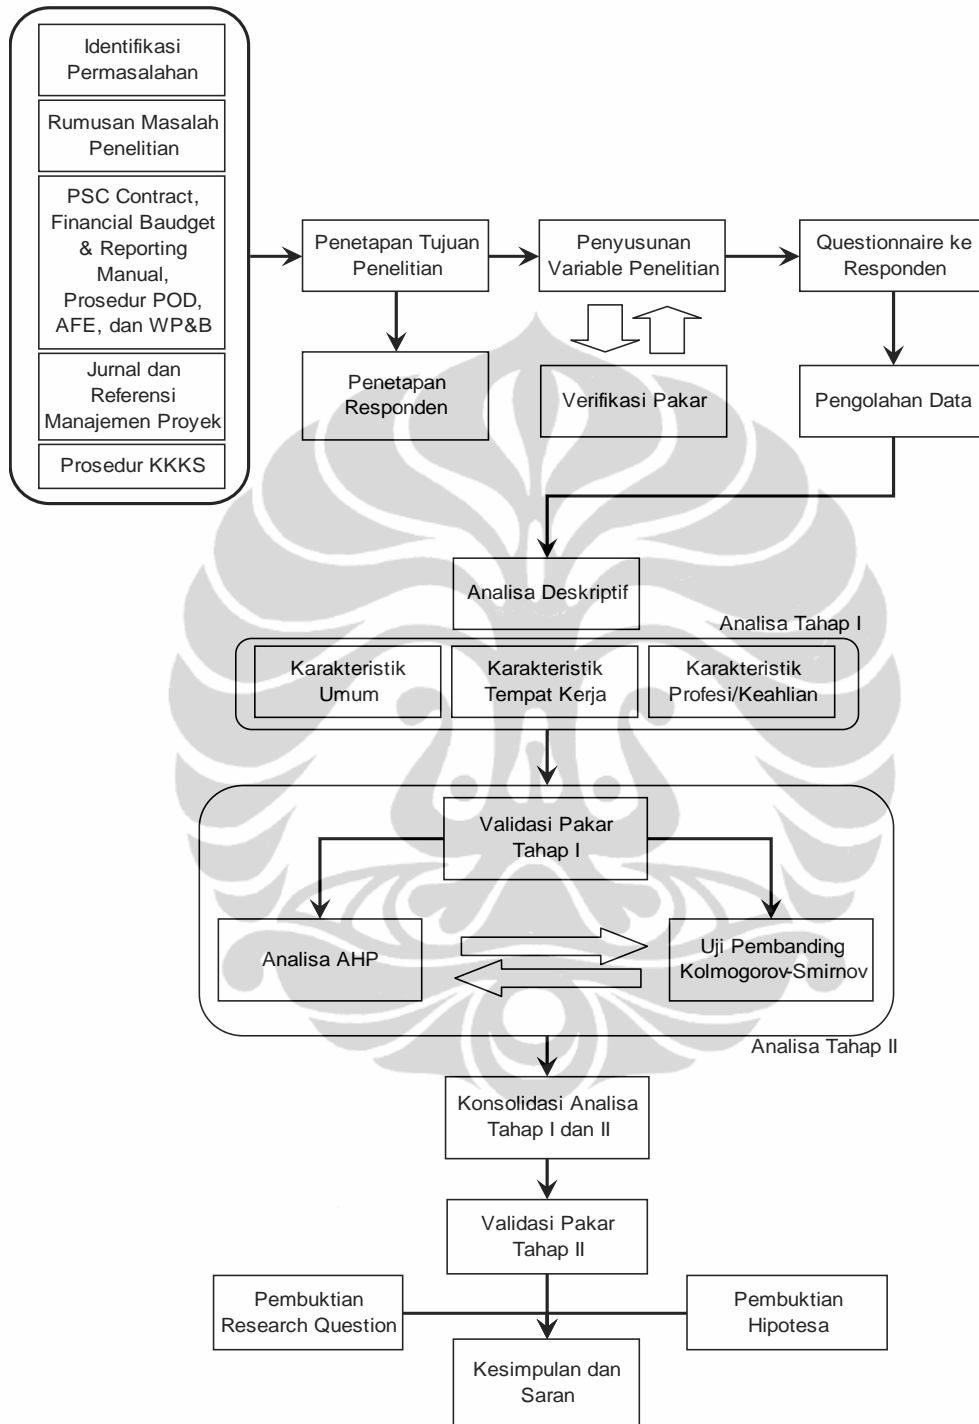 Identifikasi
Permasalahan
Rumusan Masalah
Penelitian
PSC Contract,
Financial Baudget
& Reporting
Manual,
Prosedur POD,
AFE, dan WP&B
Jurnal dan
Referensi
Manajemen Proyek
Prosedur KKKS
Penetapan Tujuan
Penelitian
Penyusunan
Variable Penelitian
Questionnaire ke
Responden
Penetapan
Responden
Verifikasi Pakar
Pengolahan Data
Analisa Deskriptif
Analisa Tahap I
Karakteristik
Umum
Karakteristik
Tempat Kerja
Karakteristik
Profesi/Keahlian
Validasi Pakar
Tahap I
Analisa AHP
Uji Pembanding
Kolmogorov-Smirnov
Analisa Tahap II
Konsolidasi Analisa
Tahap I dan II
Validasi Pakar
Tahap II
Pembuktian
Research Question
Pembuktian
Hipotesa
Kesimpulan dan
Saran